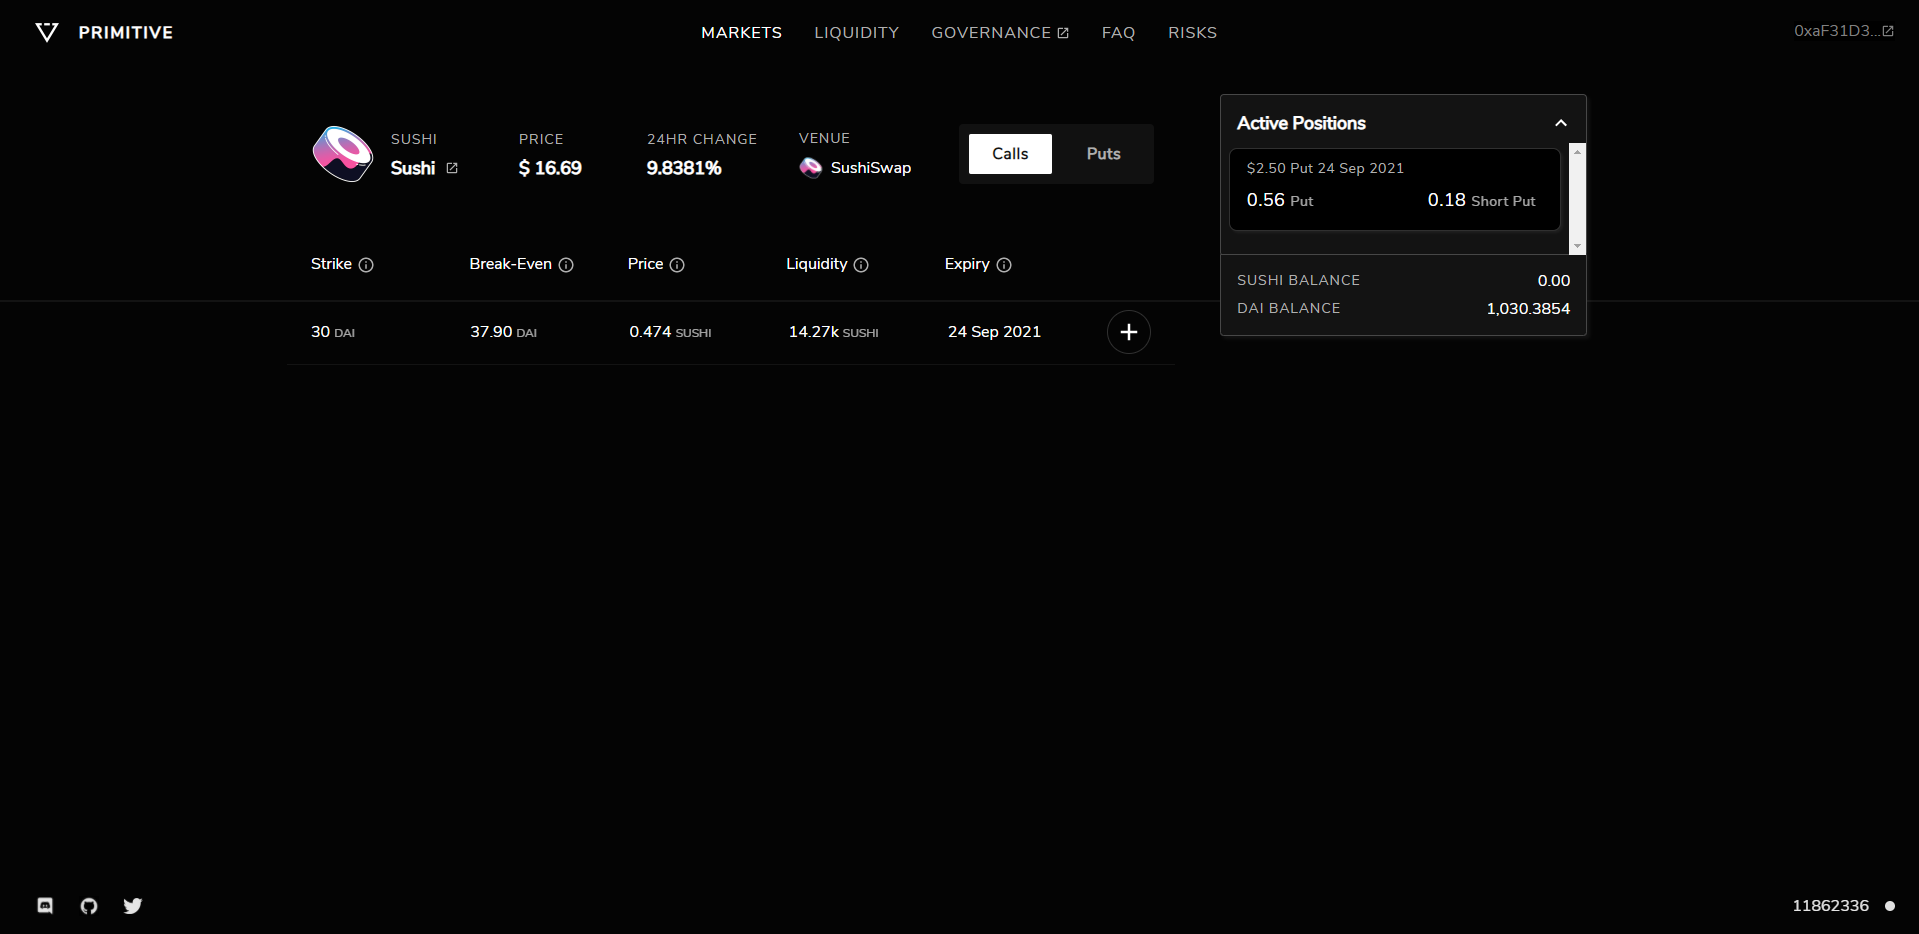 PRIMITIVE
MARKETS LIQUIDITY GOVERNANCE FAQ RISKS
0xaF31D3...
SUSHI PRICE 24HR CHANGE VENUE
Sushi $ 16.69 9.8381% SushiSwap
Calls Puts
Active Positions
$2.50 Put 24 Sep 2021
0.56 Put 0.18 Short Put
SUSHI BALANCE 0.00
DAI BALANCE 1,030.3854
Strike Break-Even Price Liquidity Expiry
30 DAI 37.90 DAI 0.474 SUSHI 14.27k SUSHI 24 Sep 2021 +
11862336